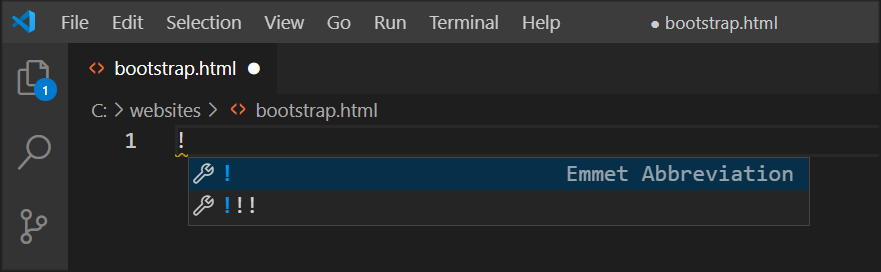 File Edit Selection View Go Run Terminal Help ● bootstrap.html
bootstrap.html ●
1
C: > websites > bootstrap.html
1 !
! Emmet Abbreviation
!!!